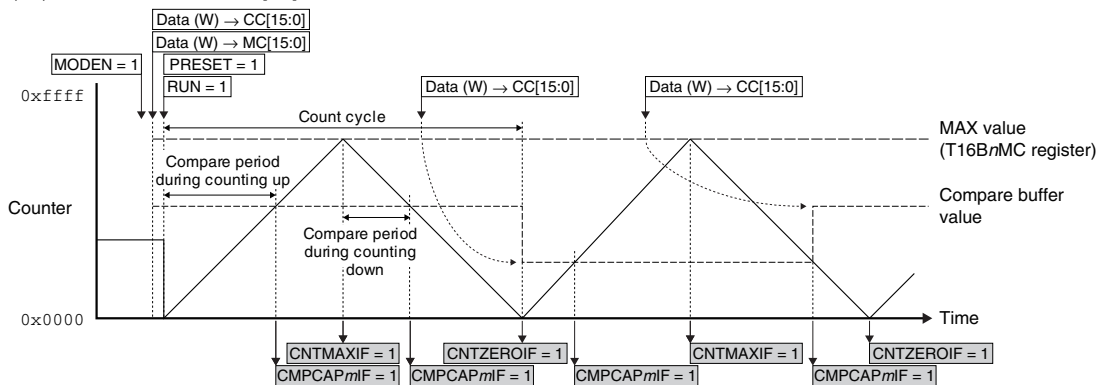 Data (W) → CC[15:0]
Data (W) → MC[15:0]
MODEN = 1
PRESET = 1
RUN = 1
Data (W) → CC[15:0]
Data (W) → CC[15:0]
0xffff
Count cycle
MAX value
(T16BnMC register)
Compare period
during counting up
Counter
Compare buffer
value
Compare period
during counting
down
0x0000
Time
CNTMAXIF = 1
CNTZEROIF = 1
CNTMAXIF = 1
CNTZEROIF = 1
CMPCAPmIF = 1
CMPCAPmIF = 1
CMPCAPmIF = 1
CMPCAPmIF = 1